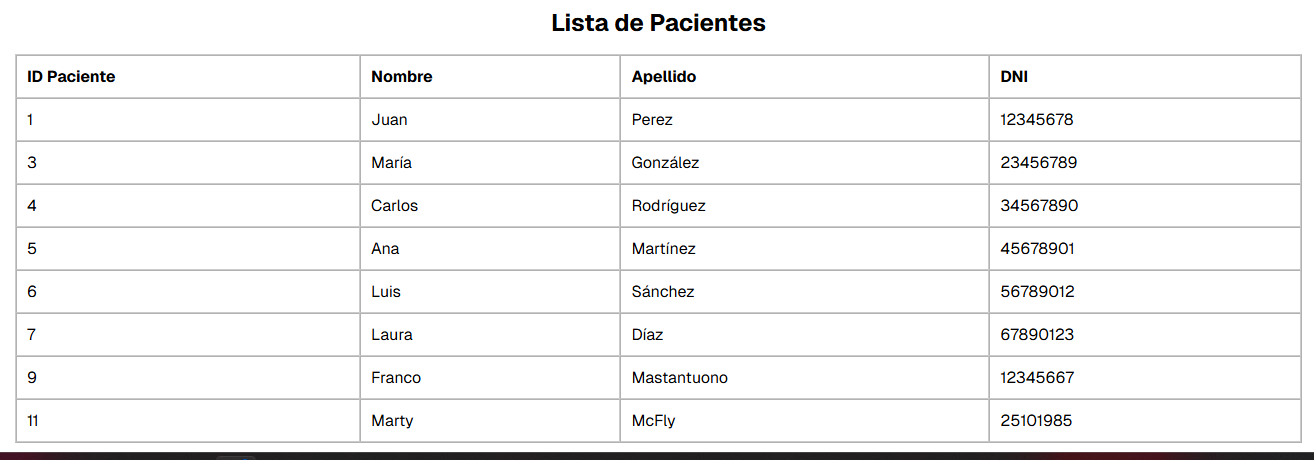 Lista de Pacientes
ID Paciente Nombre Apellido DNI
1 Juan Perez 12345678
3 María González 23456789
4 Carlos Rodríguez 34567890
5 Ana Martínez 45678901
6 Luis Sánchez 56789012
7 Laura Díaz 67890123
9 Franco Mastantuono 12345667
11 Marty McFly 25101985